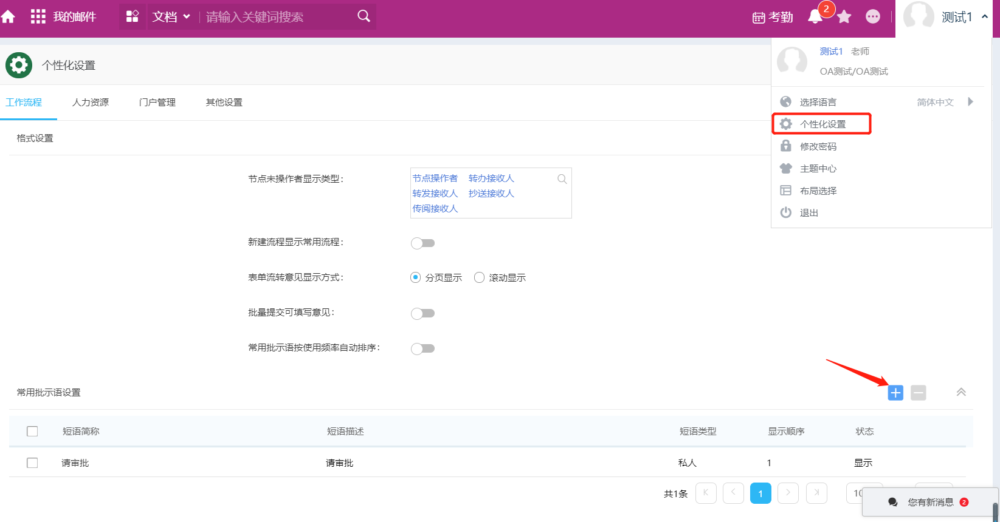 我的邮件
文档
请输入关键词搜索
考勤
2
测试1
个性化设置
测试1 老师
OA测试/OA测试
工作流程 人力资源 门户管理 其他设置
选择语言 简体中文
个性化设置
修改密码
主题中心
布局选择
退出
格式设置
节点未操作者显示类型：
节点操作者 转办接收人
转发接收人 抄送接收人
传阅接收人
新建流程显示常用流程：
表单流转意见显示方式：
分页显示 滚动显示
批量提交可填写意见：
常用批示语按使用频率自动排序：
常用批示语设置
短语简称 短语描述 短语类型 显示顺序 状态
请审批 请审批 私人 1 显示
共1条 1 10
您有新消息 2